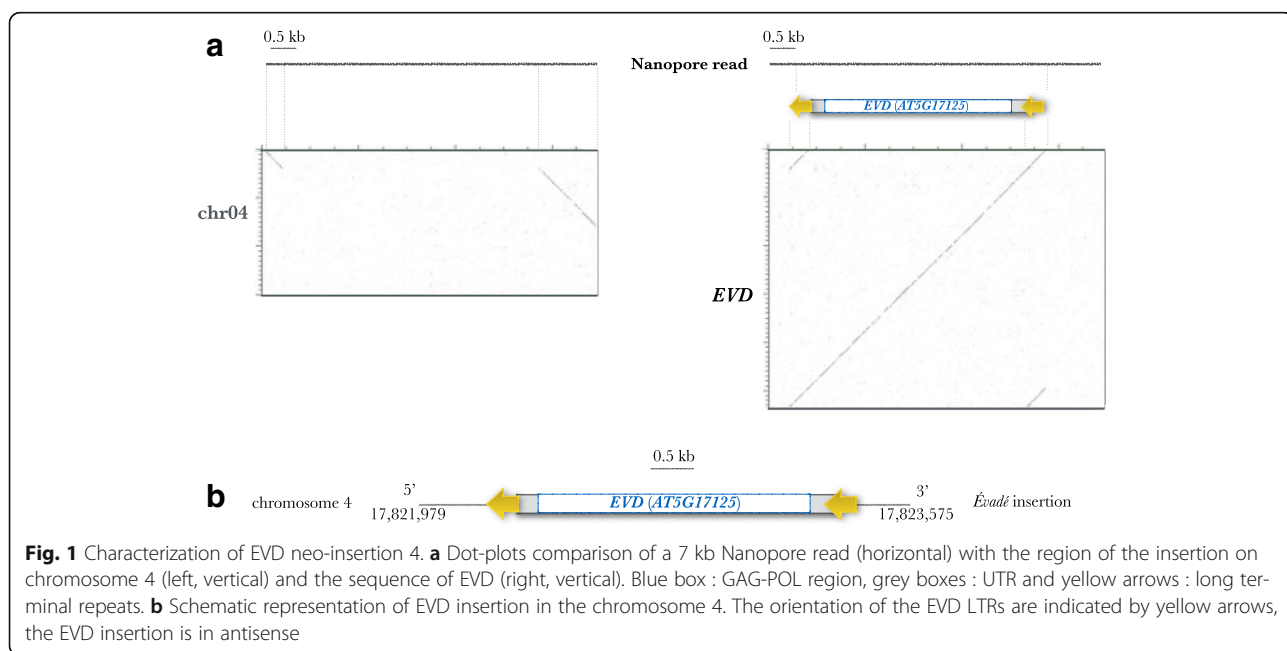 a
0.5 kb
0.5 kb
Nanopore read
EVD (AT5G17125)
chr04
EVD
0.5 kb
b
chromosome 4
5’
17,821,979
EVD (AT5G17125)
3’
17,823,575
Évadé insertion
Fig. 1 Characterization of EVD neo-insertion 4. a Dot-plots comparison of a 7 kb Nanopore read (horizontal) with the region of the insertion on
chromosome 4 (left, vertical) and the sequence of EVD (right, vertical). Blue box : GAG-POL region, grey boxes : UTR and yellow arrows : long ter-
minal repeats. b Schematic representation of EVD insertion in the chromosome 4. The orientation of the EVD LTRs are indicated by yellow arrows,
the EVD insertion is in antisense